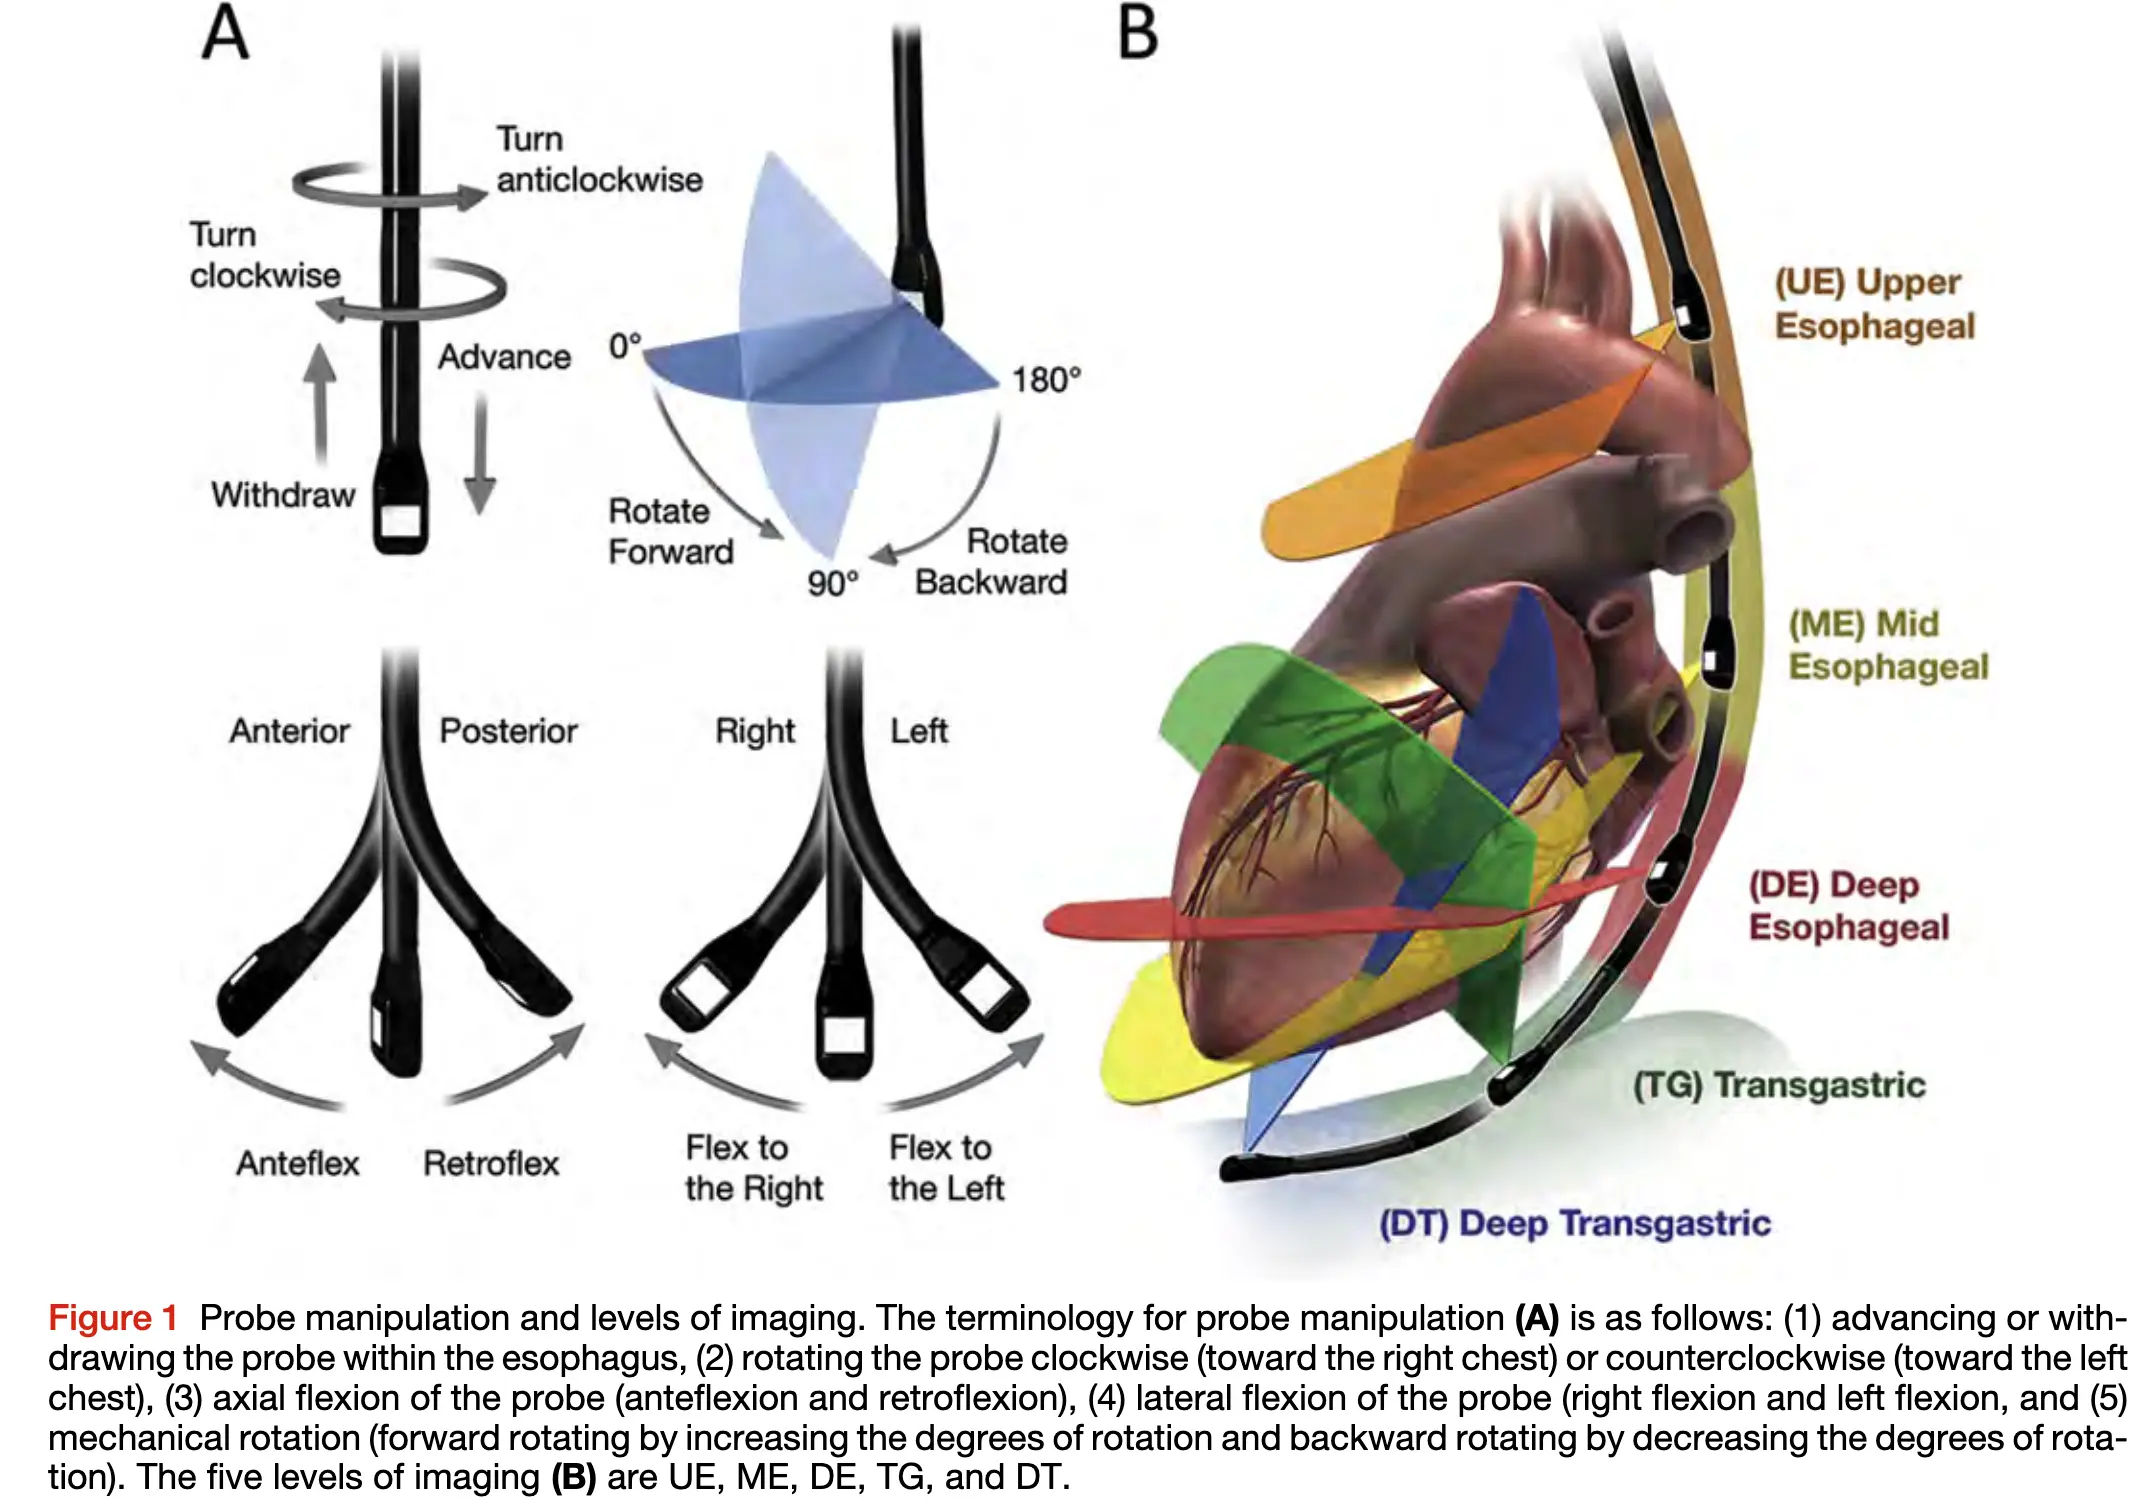 A
Turn
anticlockwise
Turn
clockwise
Advance
Withdraw
0°
180°
Rotate
Forward
90°
Rotate
Backward
Anterior
Posterior
Anteflex
Retroflex
Right
Left
Flex to
the Right
Flex to
the Left
B
(UE) Upper
Esophageal
(ME) Mid
Esophageal
(DE) Deep
Esophageal
(TG) Transgastric
(DT) Deep Transgastric
Figure 1 Probe manipulation and levels of imaging. The terminology for probe manipulation (A) is as follows: (1) advancing or with-
drawing the probe within the esophagus, (2) rotating the probe clockwise (toward the right chest) or counterclockwise (toward the left
chest), (3) axial flexion of the probe (anteflexion and retroflexion), (4) lateral flexion of the probe (right flexion and left flexion, and (5)
mechanical rotation (forward rotating by increasing the degrees of rotation and backward rotating by decreasing the degrees of rota-
tion). The five levels of imaging (B) are UE, ME, DE, TG, and DT.